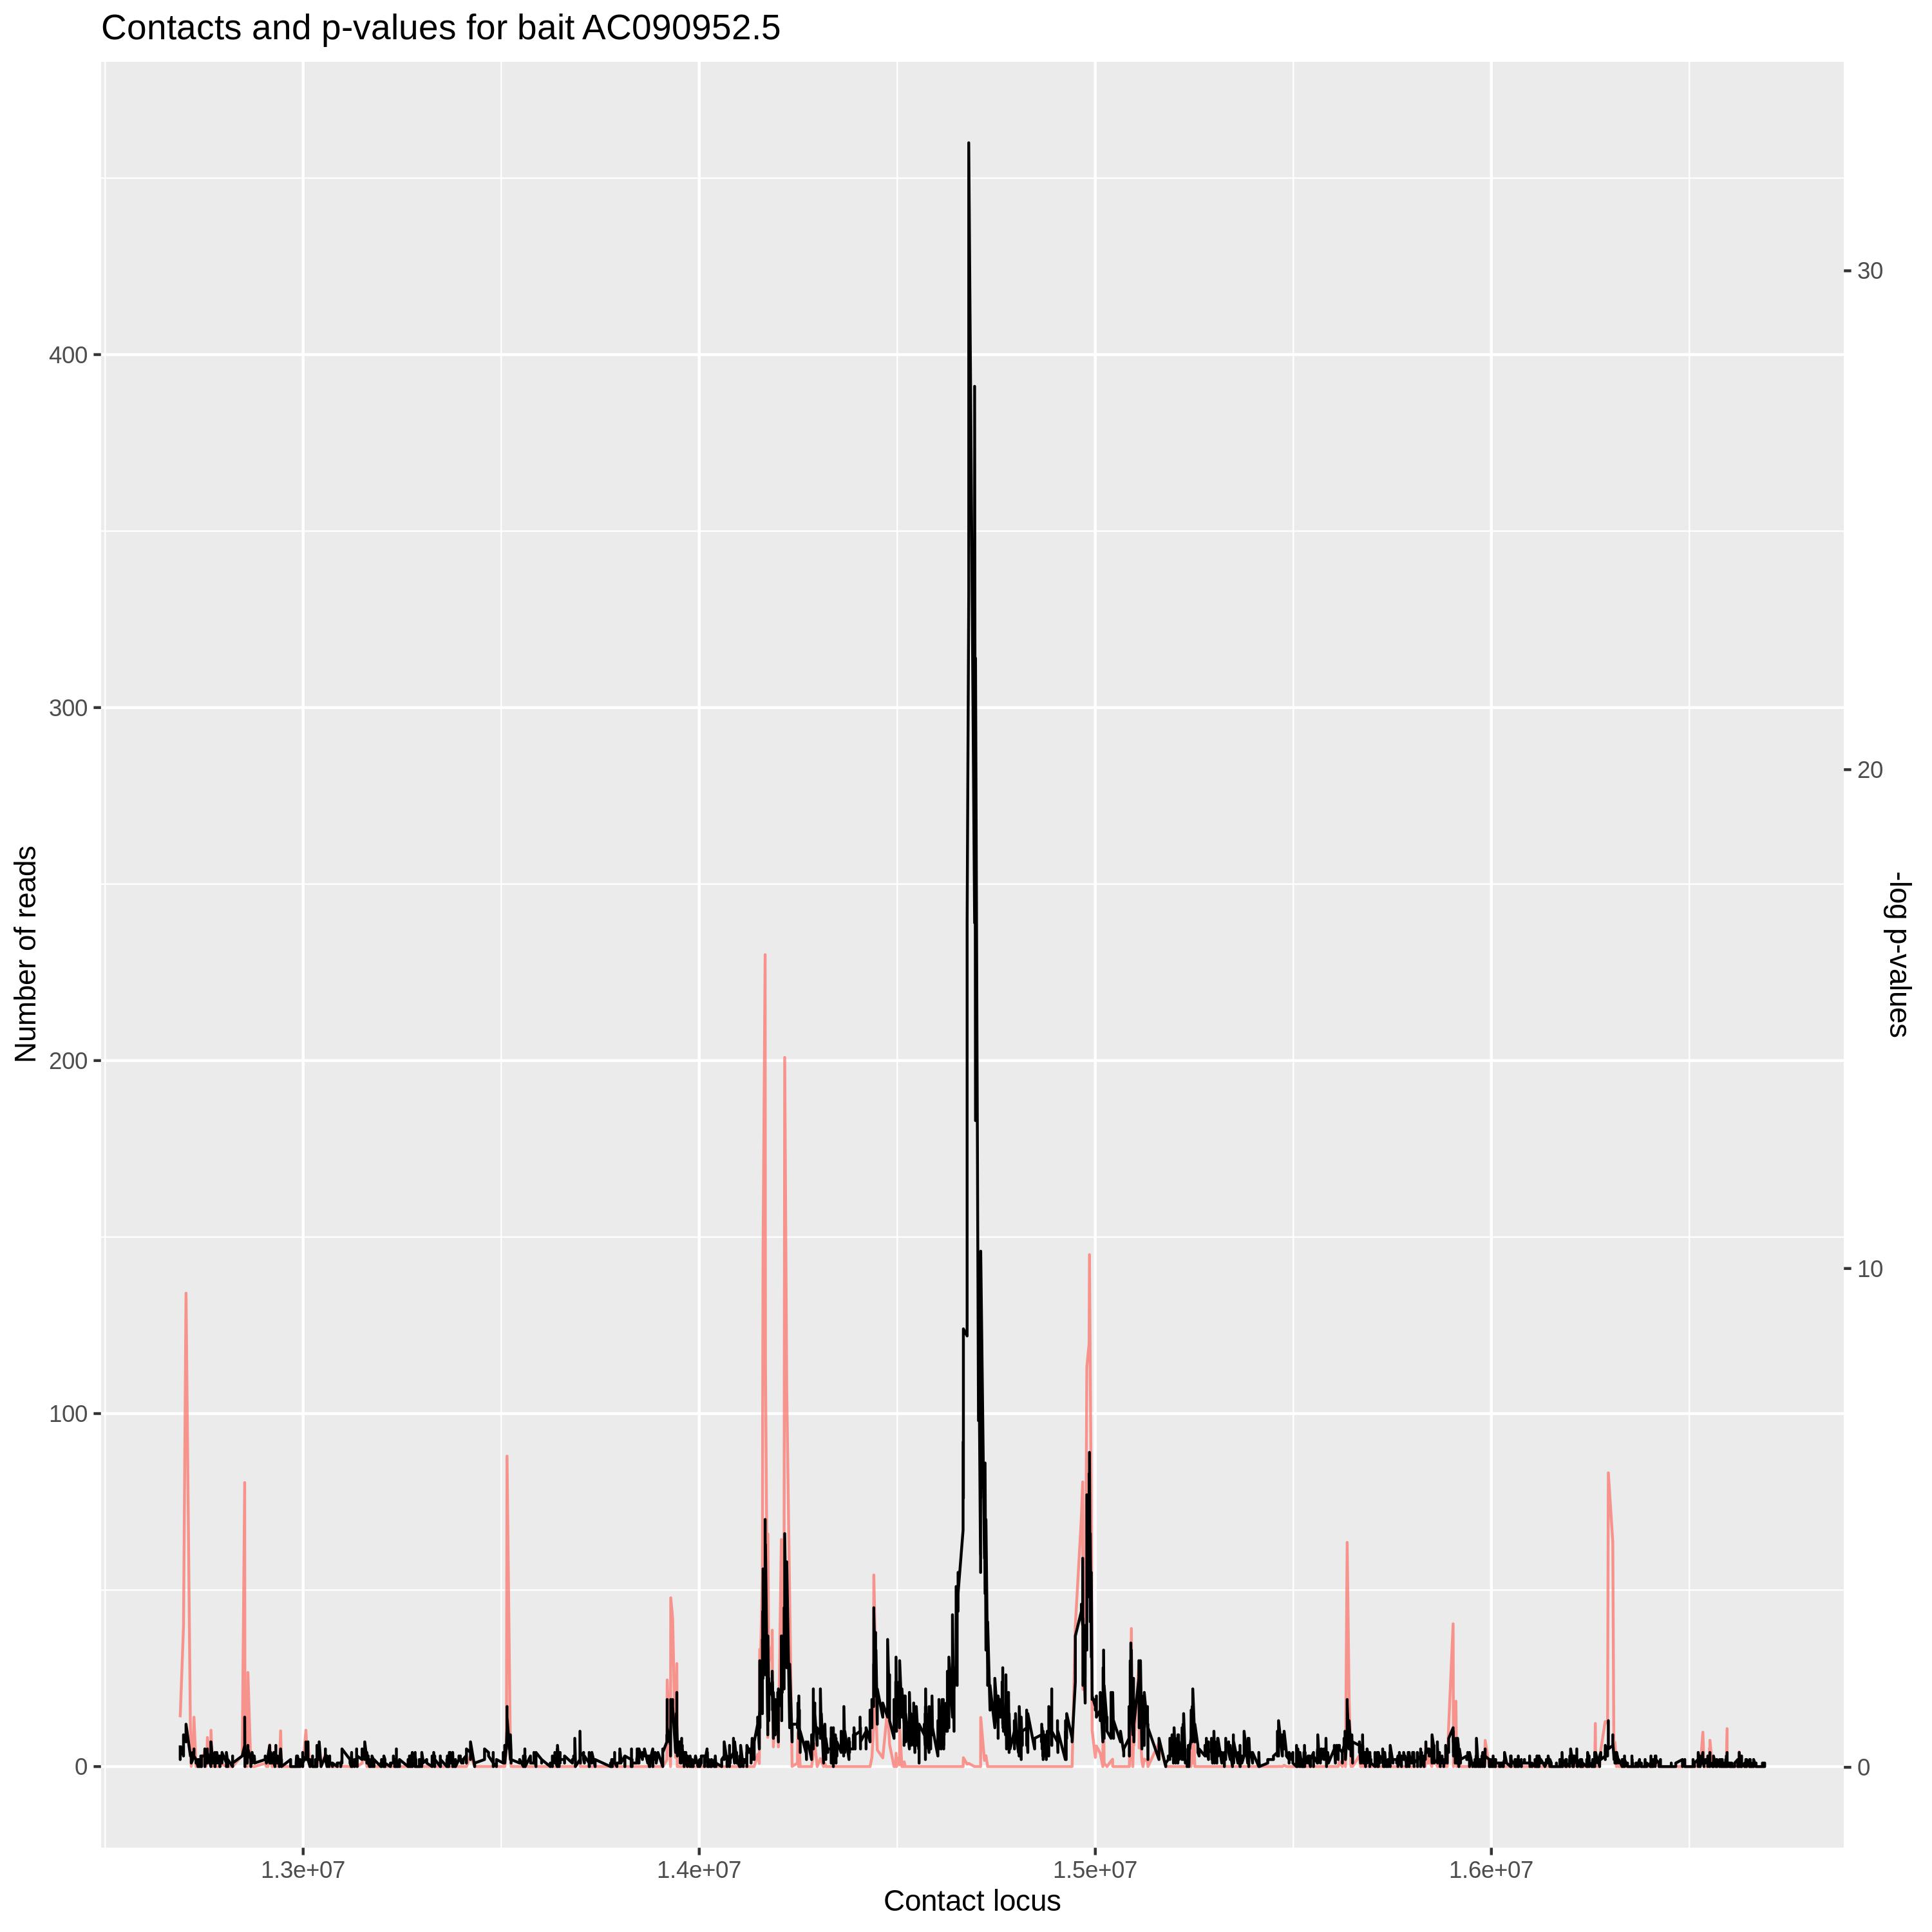 Contacts and p-values for bait AC090952.5
Number of reads
400
300
200
100
0
30
20
10
0
-log p-values
1.3e+07
1.4e+07
1.5e+07
1.6e+07
Contact locus